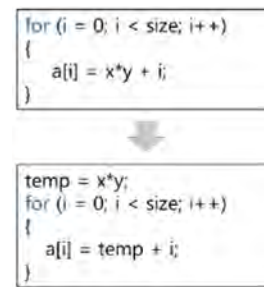 for (i = 0; i < size; i++)
{
a[i] = x*y + i;
}
temp = x*y;
for (i = 0; i < size; i++)
{
a[i] = temp + i;
}